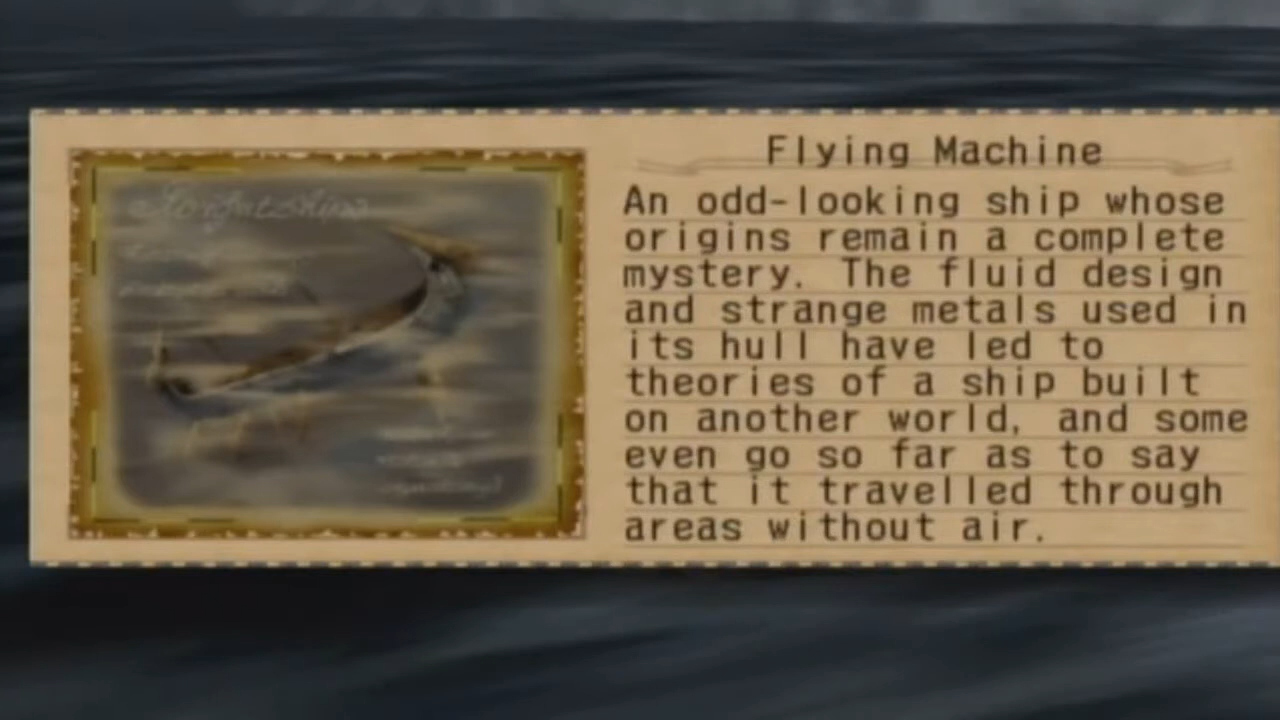 Flying Machine
An odd-looking ship whose
origins remain a complete
mystery. The fluid design
and strange metals used in
its hull have led to
theories of a ship built
on another world, and some
even go so far as to say
that it travelled through
areas without air.